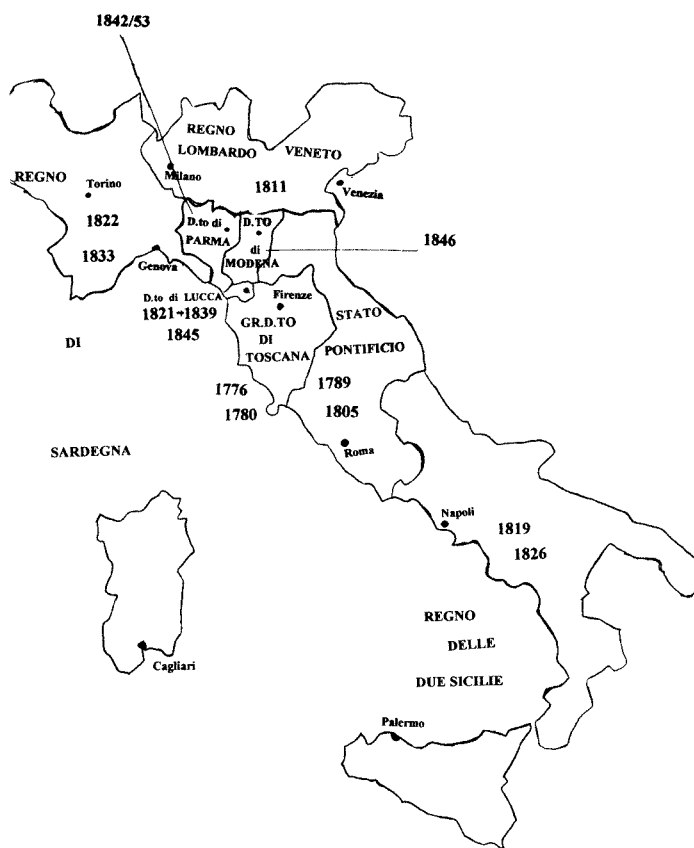 1842/53
REGNO
LOMBARDO VENETO
Milano
Venezia
1811
REGNO
Torino
1822
1833
Genova
D.to di
PARMA
D.TO
di
MODENA
1846
D.to di LUCCA
1821→1839
1845
Firenze
GR.D.TO
DI
TOSCANA
STATO
PONTIFICIO
DI
1776
1780
1789
1805
Roma
SARDEGNA
Napoli
1819
1826
REGNO
DELLE
DUE SICILIE
Cagliari
Palermo